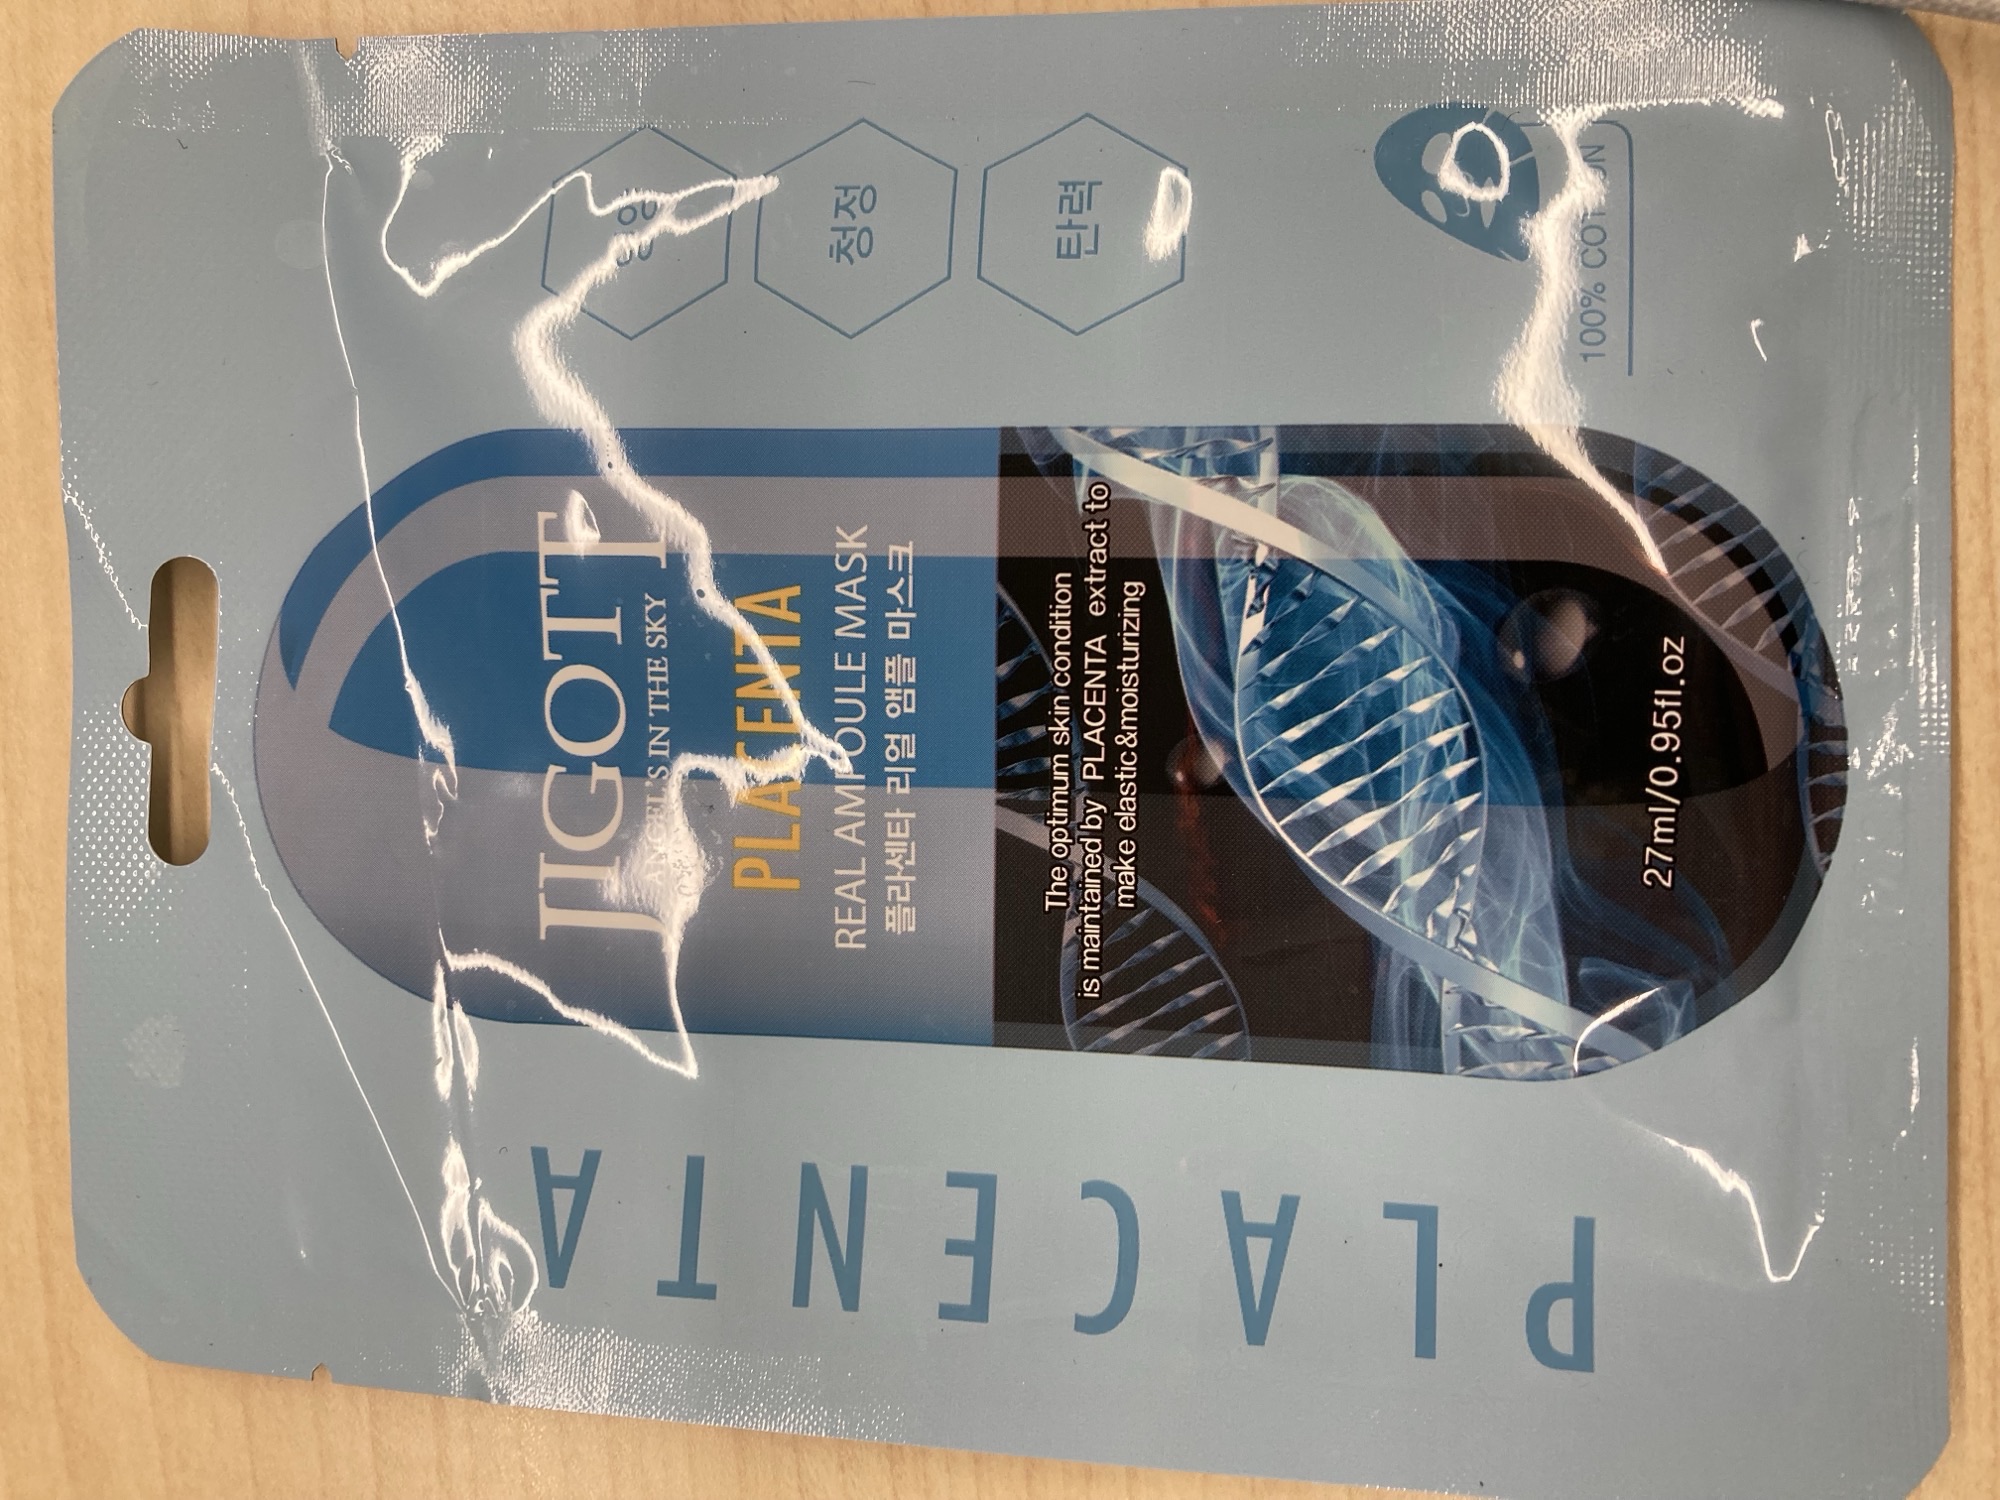 JIGOTT
ANGEL'S IN THE SKY
PLACENTA
REAL AMPOULE MASK
플라센타 리얼 앰플 마스크
The optimum skin condition
is maintained by PLACENTA extract to
make elastic&moisturizing
27ml/0.95fl.oz
PLACENTA
청정
탄력
100% COTTON